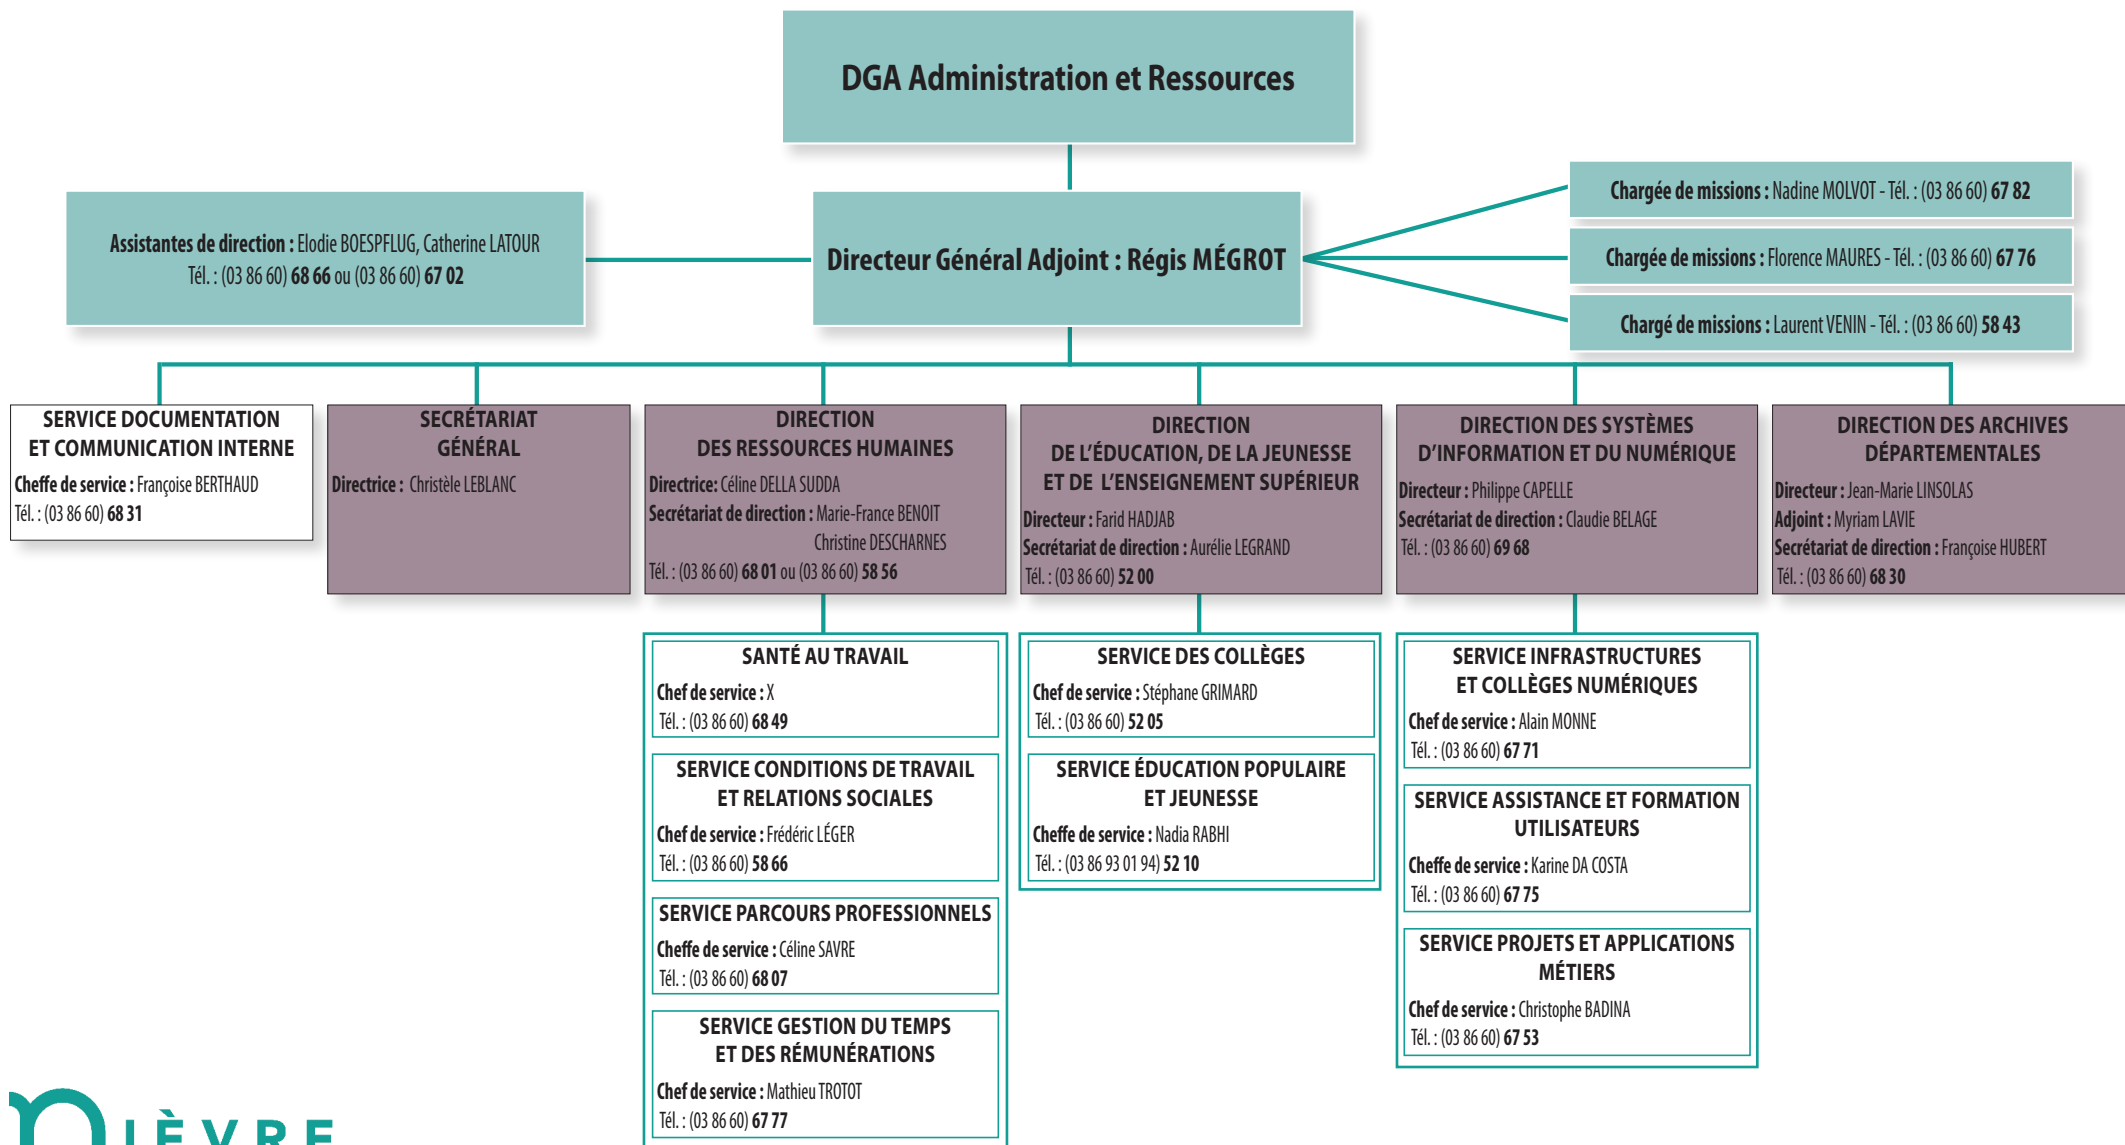 DGA Administration et Ressources
Assistantes de direction : Elodie BOESPFLUG, Catherine LATOUR
Tél. : (03 86 60) 68 66 ou (03 86 60) 67 02
Directeur Général Adjoint : Régis MÉGROT
Chargée de missions : Nadine MOLVOT - Tél. : (03 86 60) 67 82
Chargée de missions : Florence MAURES - Tél. : (03 86 60) 67 76
Chargé de missions : Laurent VENIN - Tél. : (03 86 60) 58 43
SERVICE DOCUMENTATION
ET COMMUNICATION INTERNE
Cheffe de service : Françoise BERTHAUD
Tél. : (03 86 60) 68 31
SECRÉTARIAT
GÉNÉRAL
Directrice : Christèle LEBLANC
DIRECTION
DES RESSOURCES HUMAINES
Directrice: Céline DELLA SUDDA
Secrétariat de direction : Marie-France BENOIT
Christine DESCHARNES
Tél. : (03 86 60) 68 01 ou (03 86 60) 58 56
DIRECTION
DE L'ÉDUCATION, DE LA JEUNESSE
ET DE L'ENSEIGNEMENT SUPÉRIEUR
Directeur : Farid HADJAB
Secrétariat de direction : Aurélie LEGRAND
Tél. : (03 86 60) 52 00
DIRECTION DES SYSTÈMES
D'INFORMATION ET DU NUMÉRIQUE
Directeur : Philippe CAPELLE
Secrétariat de direction : Claudie BELAGE
Tél. : (03 86 60) 69 68
DIRECTION DES ARCHIVES
DÉPARTEMENTALES
Directeur : Jean-Marie LINSOLAS
Adjoint : Myriam LAVIE
Secrétariat de direction : Françoise HUBERT
Tél. : (03 86 60) 68 30
SANTÉ AU TRAVAIL
Chef de service : X
Tél. : (03 86 60) 68 49
SERVICE CONDITIONS DE TRAVAIL
ET RELATIONS SOCIALES
Chef de service : Frédéric LÉGER
Tél. : (03 86 60) 58 66
SERVICE PARCOURS PROFESSIONNELS
Cheffe de service : Céline SAVRE
Tél. : (03 86 60) 68 07
SERVICE GESTION DU TEMPS
ET DES RÉMUNÉRATIONS
Chef de service : Mathieu TROTOT
Tél. : (03 86 60) 67 77
SERVICE DES COLLÈGES
Chef de service : Stéphane GRIMARD
Tél. : (03 86 60) 52 05
SERVICE ÉDUCATION POPULAIRE
ET JEUNESSE
Cheffe de service : Nadia RABHI
Tél. : (03 86 93 01 94) 52 10
SERVICE INFRASTRUCTURES
ET COLLÈGES NUMÉRIQUES
Chef de service : Alain MONNE
Tél. : (03 86 60) 67 71
SERVICE ASSISTANCE ET FORMATION
UTILISATEURS
Cheffe de service : Karine DA COSTA
Tél. : (03 86 60) 67 75
SERVICE PROJETS ET APPLICATIONS
MÉTIERS
Chef de service : Christophe BADINA
Tél. : (03 86 60) 67 53
nIÈVRE